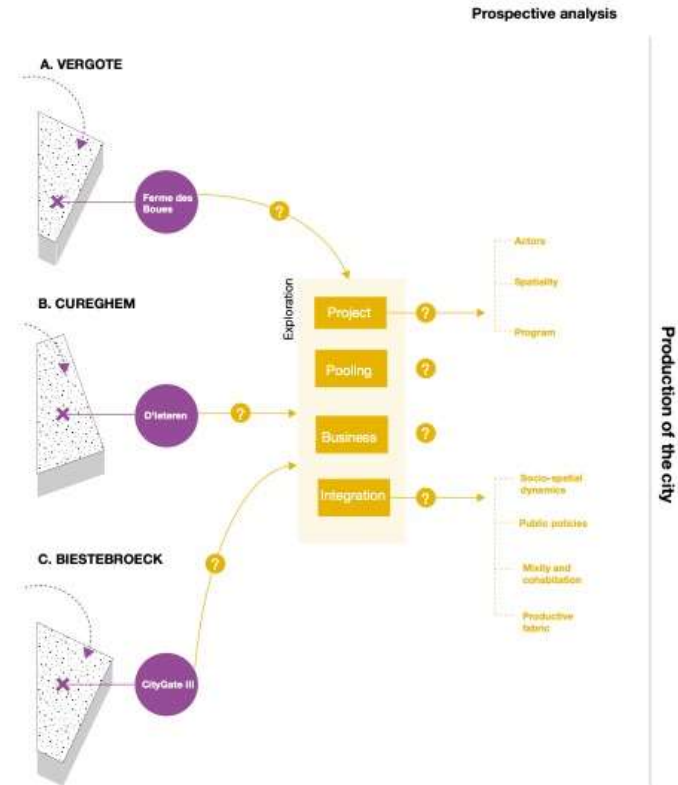 Prospective analysis
A. VERGOTE
Ferme des
Boues
?
B. CUREGHEM
D'Ieteren
?
C. BIESTEBROECK
CityGate III
?
Exploration
Project
?
Pooling
?
Business
?
Integration
?
Actors
Spatiality
Program
Socio-spatial
dynamics
Public policies
Mixity and
cohabitation
Productive
fabric
Production of the city